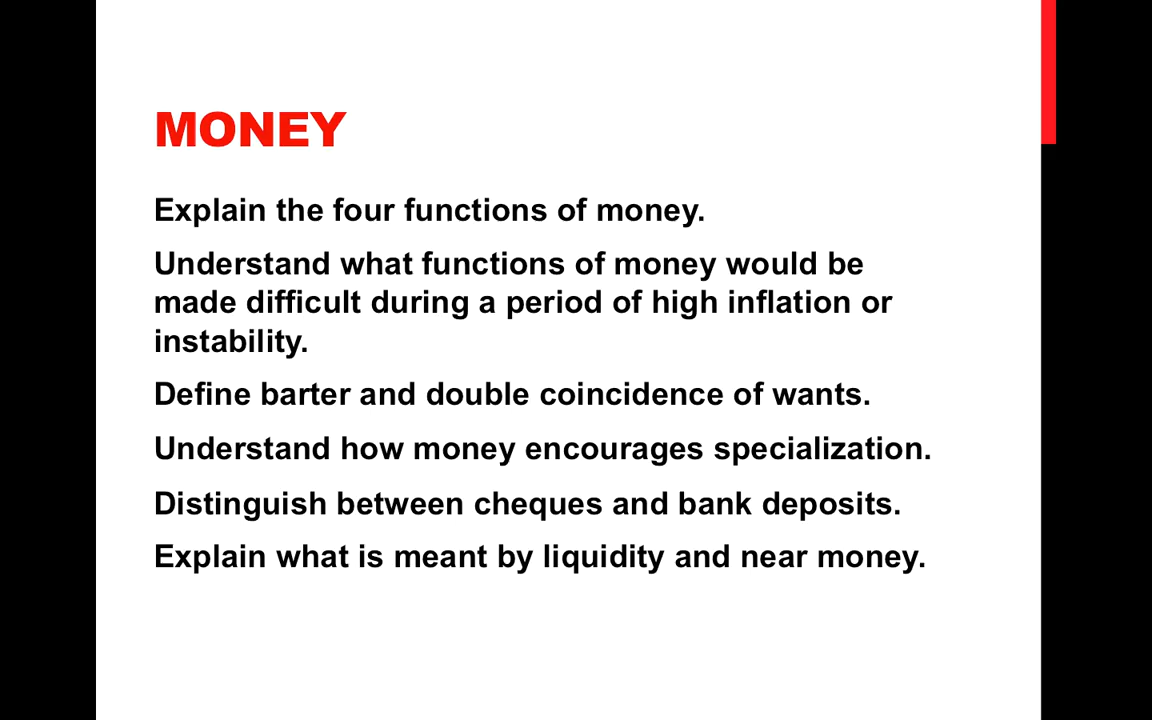 MONEY
Explain the four functions of money.
Understand what functions of money would be
made difficult during a period of high inflation or
instability.
Define barter and double coincidence of wants.
Understand how money encourages specialization.
Distinguish between cheques and bank deposits.
Explain what is meant by liquidity and near money.